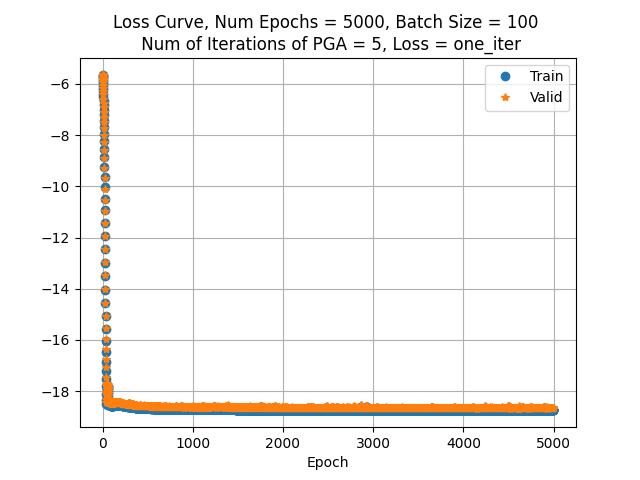 Loss Curve, Num Epochs = 5000, Batch Size = 100
Num of Iterations of PGA = 5, Loss = one_iter
Train
Valid
−6
−8
−10
−12
−14
−16
−18
0 1000 2000 3000 4000 5000
Epoch